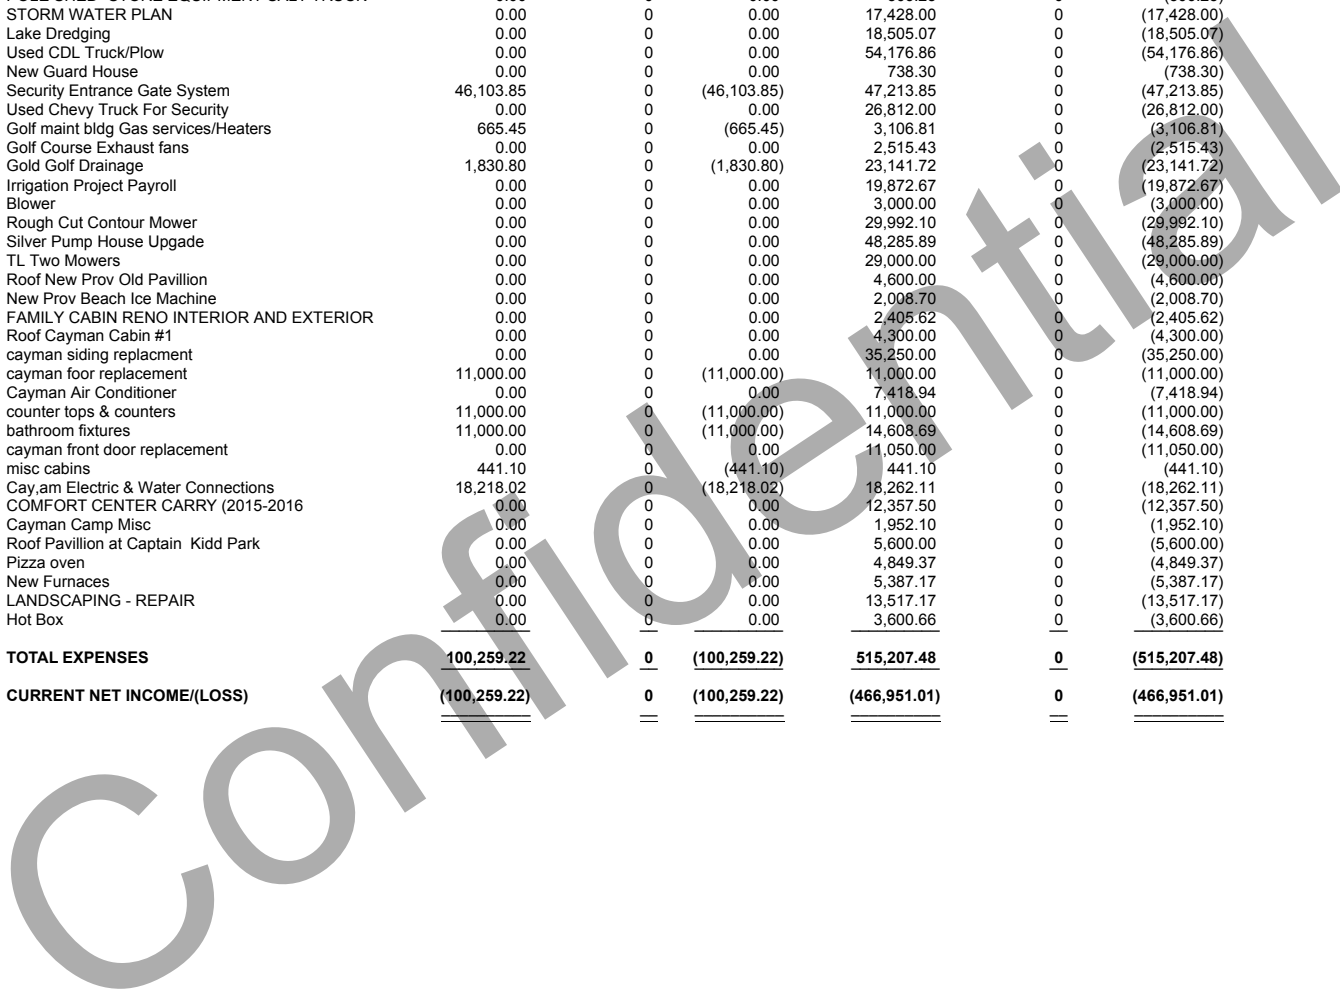 STORM WATER PLAN 0.00 0 0.00 17,428.00 0 (17,428.00)
Lake Dredging 0.00 0 0.00 18,505.07 0 (18,505.07)
Used CDL Truck/Plow 0.00 0 0.00 54,176.86 0 (54,176.86)
New Guard House 0.00 0 0.00 738.30 0 (738.30)
Security Entrance Gate System 46,103.85 0 (46,103.85) 47,213.85 0 (47,213.85)
Used Chevy Truck For Security 0.00 0 0.00 26,812.00 0 (26,812.00)
Golf maint bldg Gas services/Heaters 665.45 0 (665.45) 3,106.81 0 (3,106.81)
Golf Course Exhaust fans 0.00 0 0.00 2,515.43 0 (2,515.43)
Gold Golf Drainage 1,830.80 0 (1,830.80) 23,141.72 0 (23,141.72)
Irrigation Project Payroll 0.00 0 0.00 19,872.67 0 (19,872.67)
Blower 0.00 0 0.00 3,000.00 0 (3,000.00)
Rough Cut Contour Mower 0.00 0 0.00 29,992.10 0 (29,992.10)
Silver Pump House Upgade 0.00 0 0.00 48,285.89 0 (48,285.89)
TL Two Mowers 0.00 0 0.00 29,000.00 0 (29,000.00)
Roof New Prov Old Pavillion 0.00 0 0.00 4,600.00 0 (4,600.00)
New Prov Beach Ice Machine 0.00 0 0.00 2,008.70 0 (2,008.70)
FAMILY CABIN RENO INTERIOR AND EXTERIOR 0.00 0 0.00 2,405.62 0 (2,405.62)
Roof Cayman Cabin #1 0.00 0 0.00 4,300.00 0 (4,300.00)
cayman siding replacment 0.00 0 0.00 35,250.00 0 (35,250.00)
cayman foor replacement 11,000.00 0 (11,000.00) 11,000.00 0 (11,000.00)
Cayman Air Conditioner 0.00 0 0.00 7,418.94 0 (7,418.94)
counter tops & counters 11,000.00 0 (11,000.00) 11,000.00 0 (11,000.00)
bathroom fixtures 11,000.00 0 (11,000.00) 14,608.69 0 (14,608.69)
cayman front door replacement 0.00 0 0.00 11,050.00 0 (11,050.00)
misc cabins 441.10 0 (441.10) 441.10 0 (441.10)
Cay,am Electric & Water Connections 18,218.02 0 (18,218.02) 18,262.11 0 (18,262.11)
COMFORT CENTER CARRY (2015-2016 0.00 0 0.00 12,357.50 0 (12,357.50)
Cayman Camp Misc 0.00 0 0.00 1,952.10 0 (1,952.10)
Roof Pavillion at Captain Kidd Park 0.00 0 0.00 5,600.00 0 (5,600.00)
Pizza oven 0.00 0 0.00 4,849.37 0 (4,849.37)
New Furnaces 0.00 0 0.00 5,387.17 0 (5,387.17)
LANDSCAPING - REPAIR 0.00 0 0.00 13,517.17 0 (13,517.17)
Hot Box 0.00 0 0.00 3,600.66 0 (3,600.66)
TOTAL EXPENSES 100,259.22 0 (100,259.22) 515,207.48 0 (515,207.48)
CURRENT NET INCOME/(LOSS) (100,259.22) 0 (100,259.22) (466,951.01) 0 (466,951.01)
Confidential